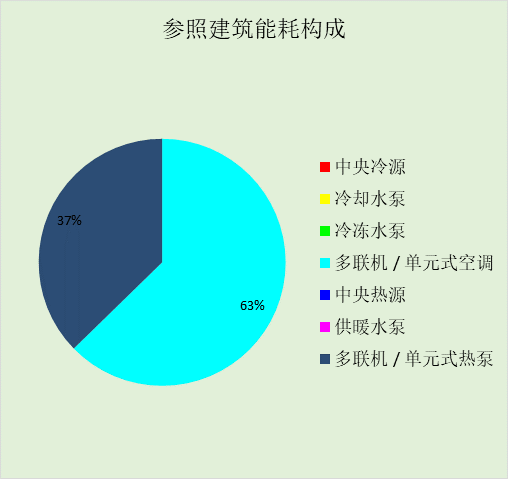 参照建筑能耗构成
中央冷源
冷却水泵
37%
冷冻水泵
多联机 / 单元式空调
中央热源
63%
供暖水泵
多联机 / 单元式热泵